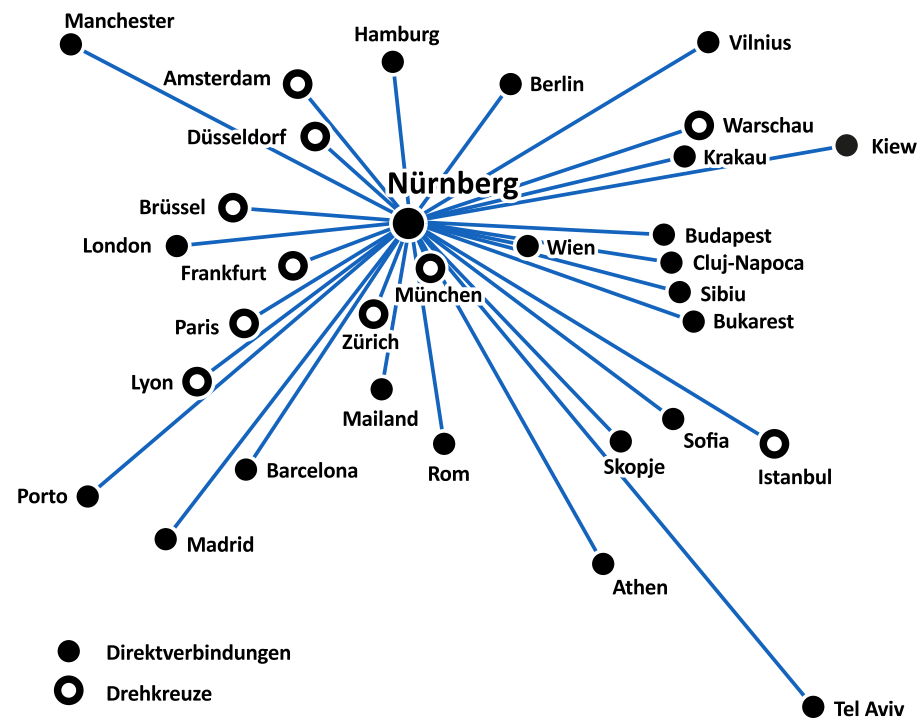 Manchester
Hamburg
Vilnius
Amsterdam
Berlin
Düsseldorf
Warschau
Kiew
Krakau
Nürnberg
Brüssel
London
Wien
Budapest
Frankfurt
Cluj-Napoca
München
Sibiu
Paris
Bukarest
Zürich
Lyon
Mailand
Sofia
Barcelona
Rom
Skopje
Istanbul
Porto
Madrid
Athen
Direktverbindungen
Drehkreuze
Tel Aviv